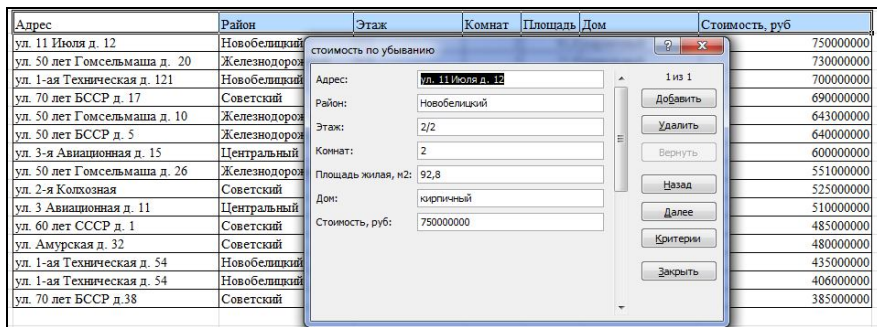 Адрес Район Этаж Комнат Площадь Дом Стоимость, руб
ул. 11 Июля д. 12 Новобелицкий 750000000
ул. 50 лет Гомсельмаша д. 20 Железнодорож 730000000
ул. 1-ая Техническая д. 121 Новобелицкий 700000000
ул. 70 лет БССР д. 17 Советский 690000000
ул. 50 лет Гомсельмаша д. 10 Железнодорож 643000000
ул. 50 лет БССР д. 5 Железнодорож 640000000
ул. 3-я Авиационная д. 15 Центральный 600000000
ул. 50 лет Гомсельмаша д. 26 Железнодорож 551000000
ул. 2-я Колхозная Советский 525000000
ул. 3 Авиационная д. 11 Центральный 510000000
ул. 60 лет СССР д. 1 Советский 485000000
ул. Амурская д. 32 Советский 480000000
ул. 1-ая Техническая д. 54 Новобелицкий 435000000
ул. 1-ая Техническая д. 54 Новобелицкий 406000000
ул. 70 лет БССР д.38 Советский 385000000
стоимость по убыванию
Адрес: ул. 11 Июля д. 12
Район: Новобелицкий
Этаж: 2/2
Комнат: 2
Площадь жилая, м2: 92,8
Дом: кирпичный
Стоимость, руб: 750000000
1 из 1
Добавить
Удалить
Вернуть
Назад
Далее
Критерии
Закрыть